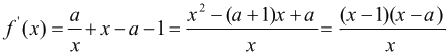 f'(x) = a/x + x - a - 1 = (x² - (a+1)x + a)/x = ((x-1)(x-a))/x